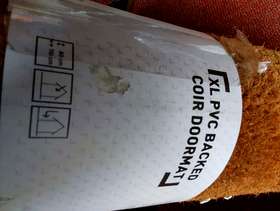 XL PVC BACKED
COIR DOORMAT